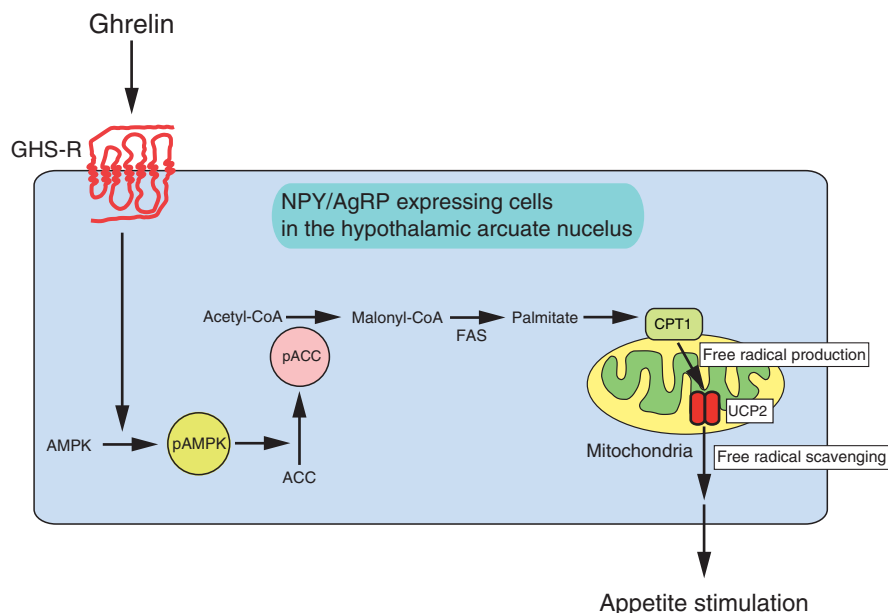 Ghrelin
GHS-R
NPY/AgRP expressing cells
in the hypothalamic arcuate nucelus
Acetyl-CoA
Malonyl-CoA
FAS
Palmitate
CPT1
pACC
Free radical production
UCP2
AMPK
pAMPK
ACC
Mitochondria
Free radical scavenging
Appetite stimulation